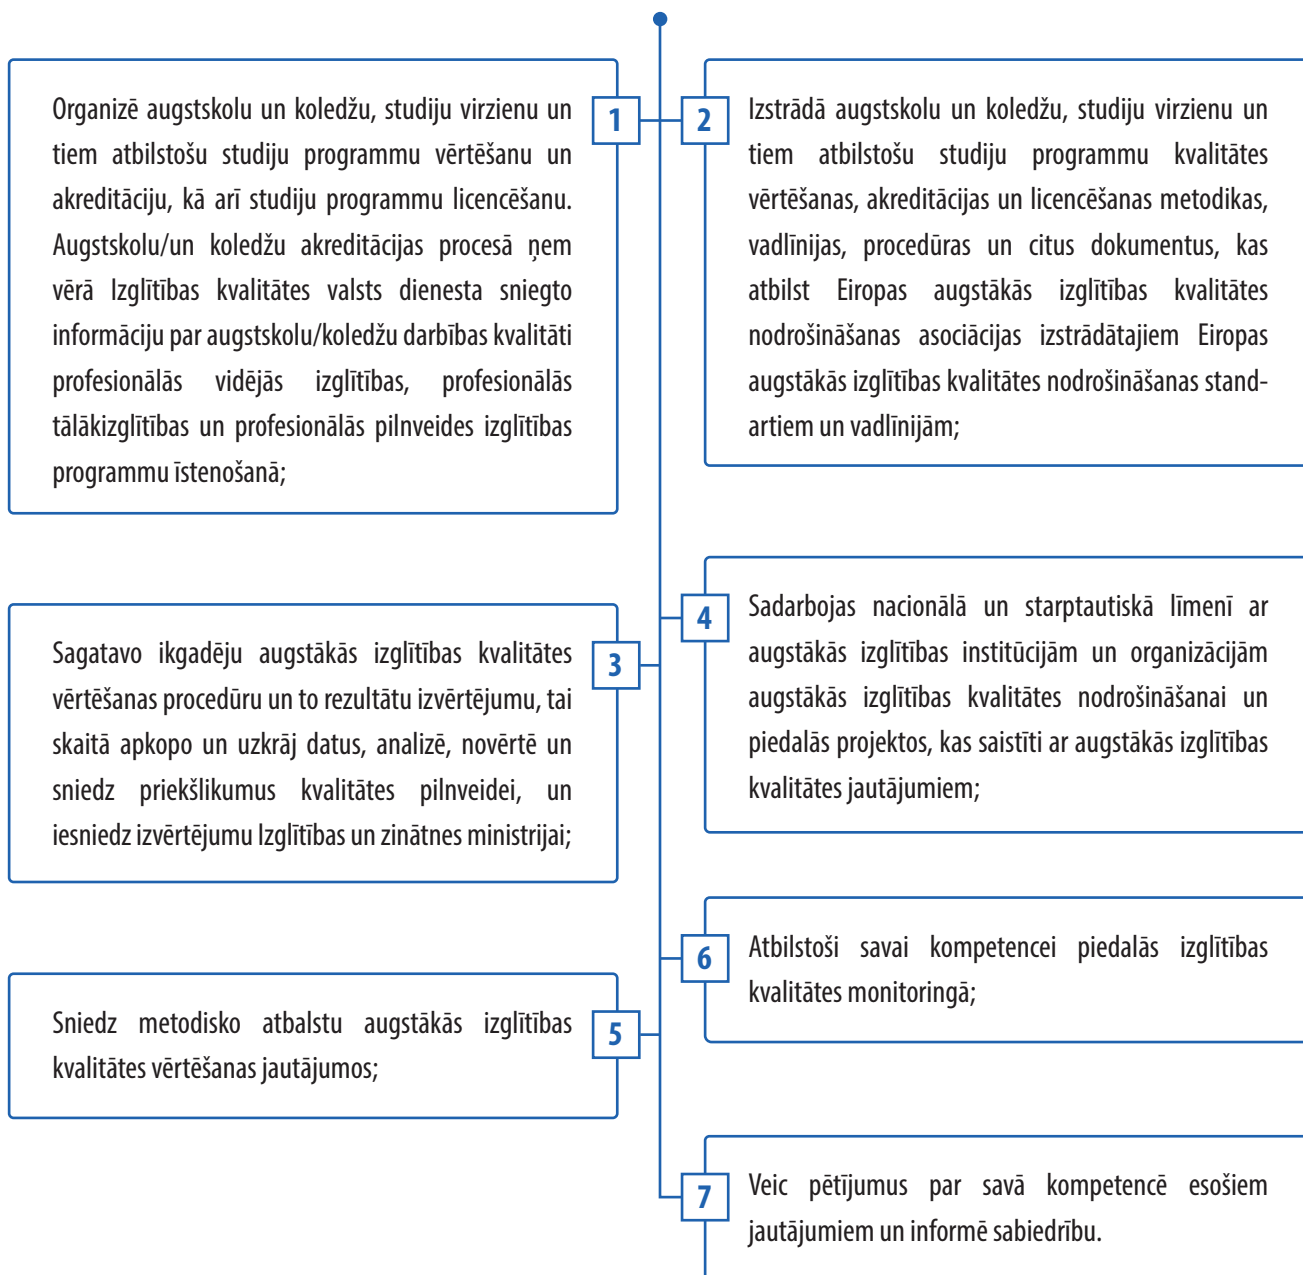 1
Organizē augstskolu un koledžu, studiju virzienu un
tiem atbilstošu studiju programmu vērtēšanu un
akreditāciju, kā arī studiju programmu licencēšanu.
Augstskolu/un koledžu akreditācijas procesā ņem
vērā Izglītības kvalitātes valsts dienesta sniegto
informāciju par augstskolu/koledžu darbības kvalitāti
profesionālās vidējās izglītības, profesionālās
tālākizglītības un profesionālās pilnveides izglītības
programmu īstenošanā;
2
Izstrādā augstskolu un koledžu, studiju virzienu un
tiem atbilstošu studiju programmu kvalitātes
vērtēšanas, akreditācijas un licencēšanas metodikas,
vadlīnijas, procedūras un citus dokumentus, kas
atbilst Eiropas augstākās izglītības kvalitātes
nodrošināšanas asociācijas izstrādātajiem Eiropas
augstākās izglītības kvalitātes nodrošināšanas stand-
artiem un vadlīnijām;
3
Sagatavo ikgadēju augstākās izglītības kvalitātes
vērtēšanas procedūru un to rezultātu izvērtējumu, tai
skaitā apkopo un uzkrāj datus, analizē, novērtē un
sniedz priekšlikumus kvalitātes pilnveidei, un
iesniedz izvērtējumu Izglītības un zinātnes ministrijai;
4
Sadarbojas nacionālā un starptautiskā līmenī ar
augstākās izglītības institūcijām un organizācijām
augstākās izglītības kvalitātes nodrošināšanai un
piedalās projektos, kas saistīti ar augstākās izglītības
kvalitātes jautājumiem;
5
Sniedz metodisko atbalstu augstākās izglītības
kvalitātes vērtēšanas jautājumos;
6
Atbilstoši savai kompetencei piedalās izglītības
kvalitātes monitoringā;
7
Veic pētījumus par savā kompetencē esošiem
jautājumiem un informē sabiedrību.